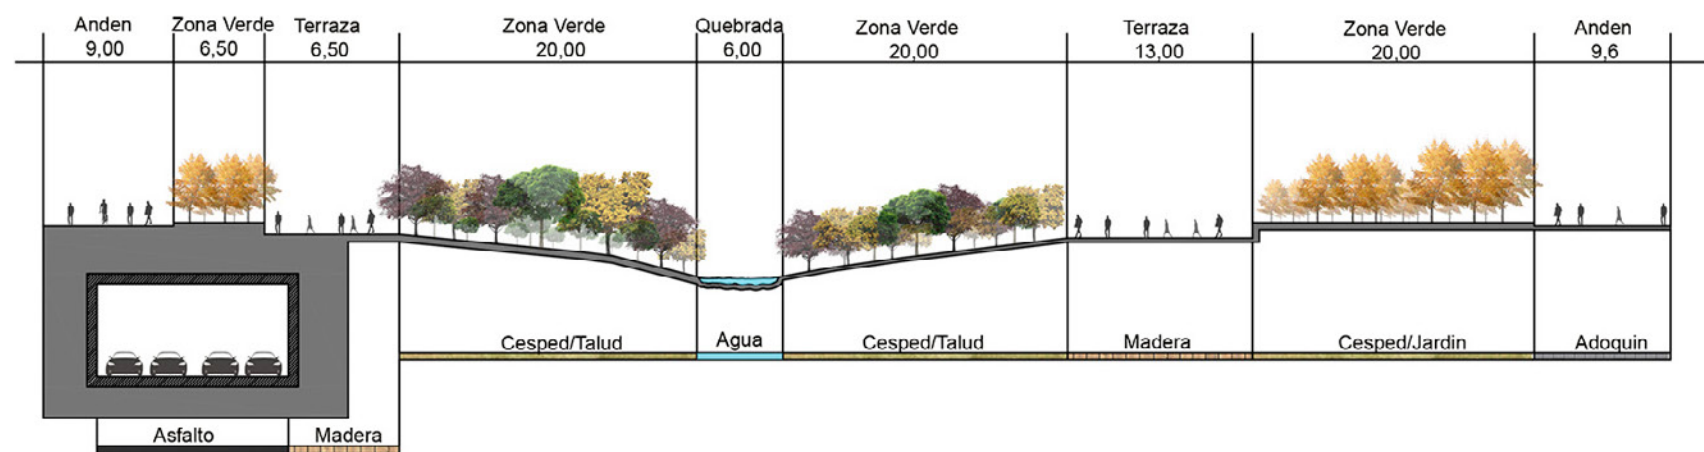 Anden Zona Verde Terraza Zona Verde Quebrada Zona Verde Terraza Zona Verde Anden
9,00 6,50 6,50 20,00 6,00 20,00 13,00 20,00 9,6
Cesped/Talud Agua Cesped/Talud Madera Cesped/Jardin Adoquin
Asfalto Madera